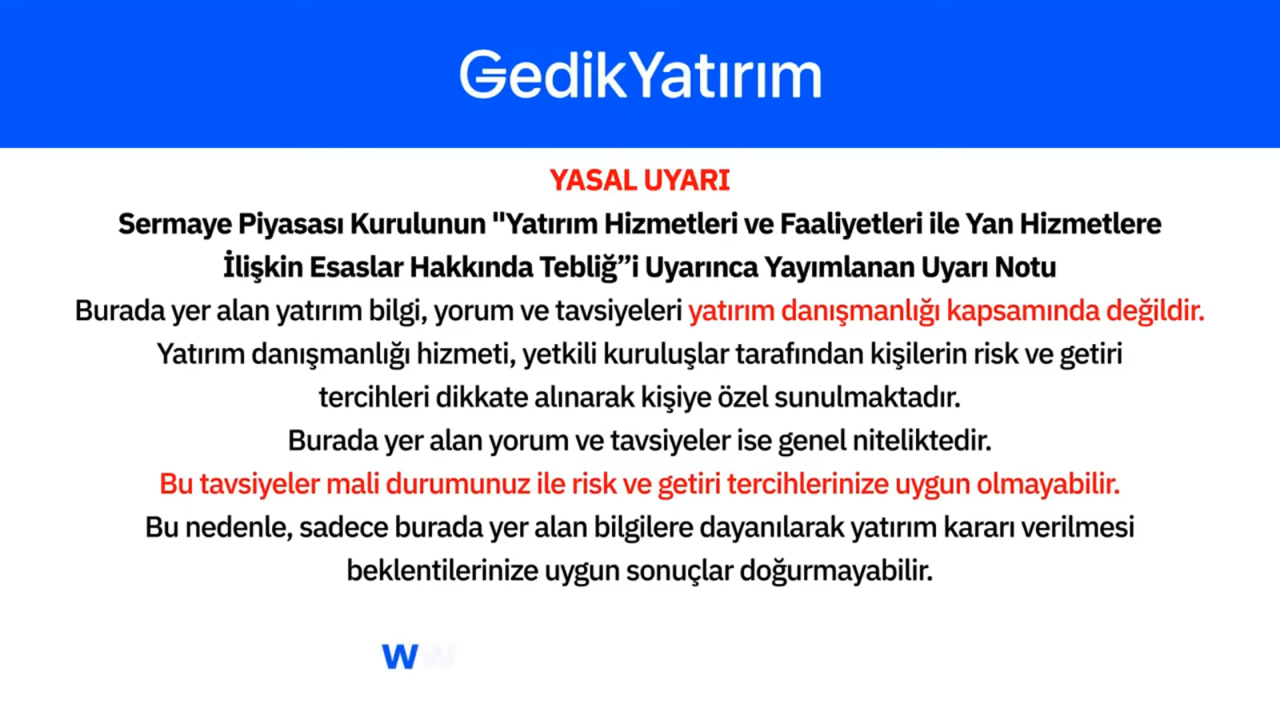 GedikYatırım
YASAL UYARI
Sermaye Piyasası Kurulunun "Yatırım Hizmetleri ve Faaliyetleri ile Yan Hizmetlere
İlişkin Esaslar Hakkında Tebliğ”i Uyarınca Yayımlanan Uyarı Notu
Burada yer alan yatırım bilgi, yorum ve tavsiyeleri yatırım danışmanlığı kapsamında değildir.
Yatırım danışmanlığı hizmeti, yetkili kuruluşlar tarafından kişilerin risk ve getiri
tercihleri dikkate alınarak kişiye özel sunulmaktadır.
Burada yer alan yorum ve tavsiyeler ise genel niteliktedir.
Bu tavsiyeler mali durumunuz ile risk ve getiri tercihlerinize uygun olmayabilir.
Bu nedenle, sadece burada yer alan bilgilere dayanılarak yatırım kararı verilmesi
beklentilerinize uygun sonuçlar doğurmayabilir.
ww